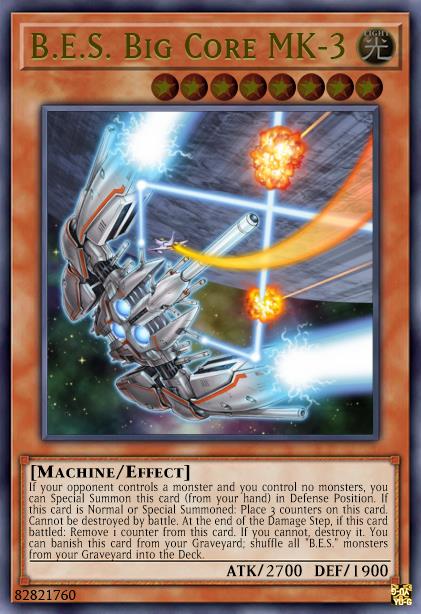 B.E.S. Big Core MK-3
LIGHT
光
[Machine/Effect]
If your opponent controls a monster and you control no monsters, you
can Special Summon this card (from your hand) in Defense Position. If
this card is Normal or Special Summoned: Place 3 counters on this card.
Cannot be destroyed by battle. At the end of the Damage Step, if this card
battled: Remove 1 counter from this card. If you cannot, destroy it. You
can banish this card from your Graveyard; shuffle all "B.E.S." monsters
from your Graveyard into the Deck.
ATK/2700 DEF/1900
82821760